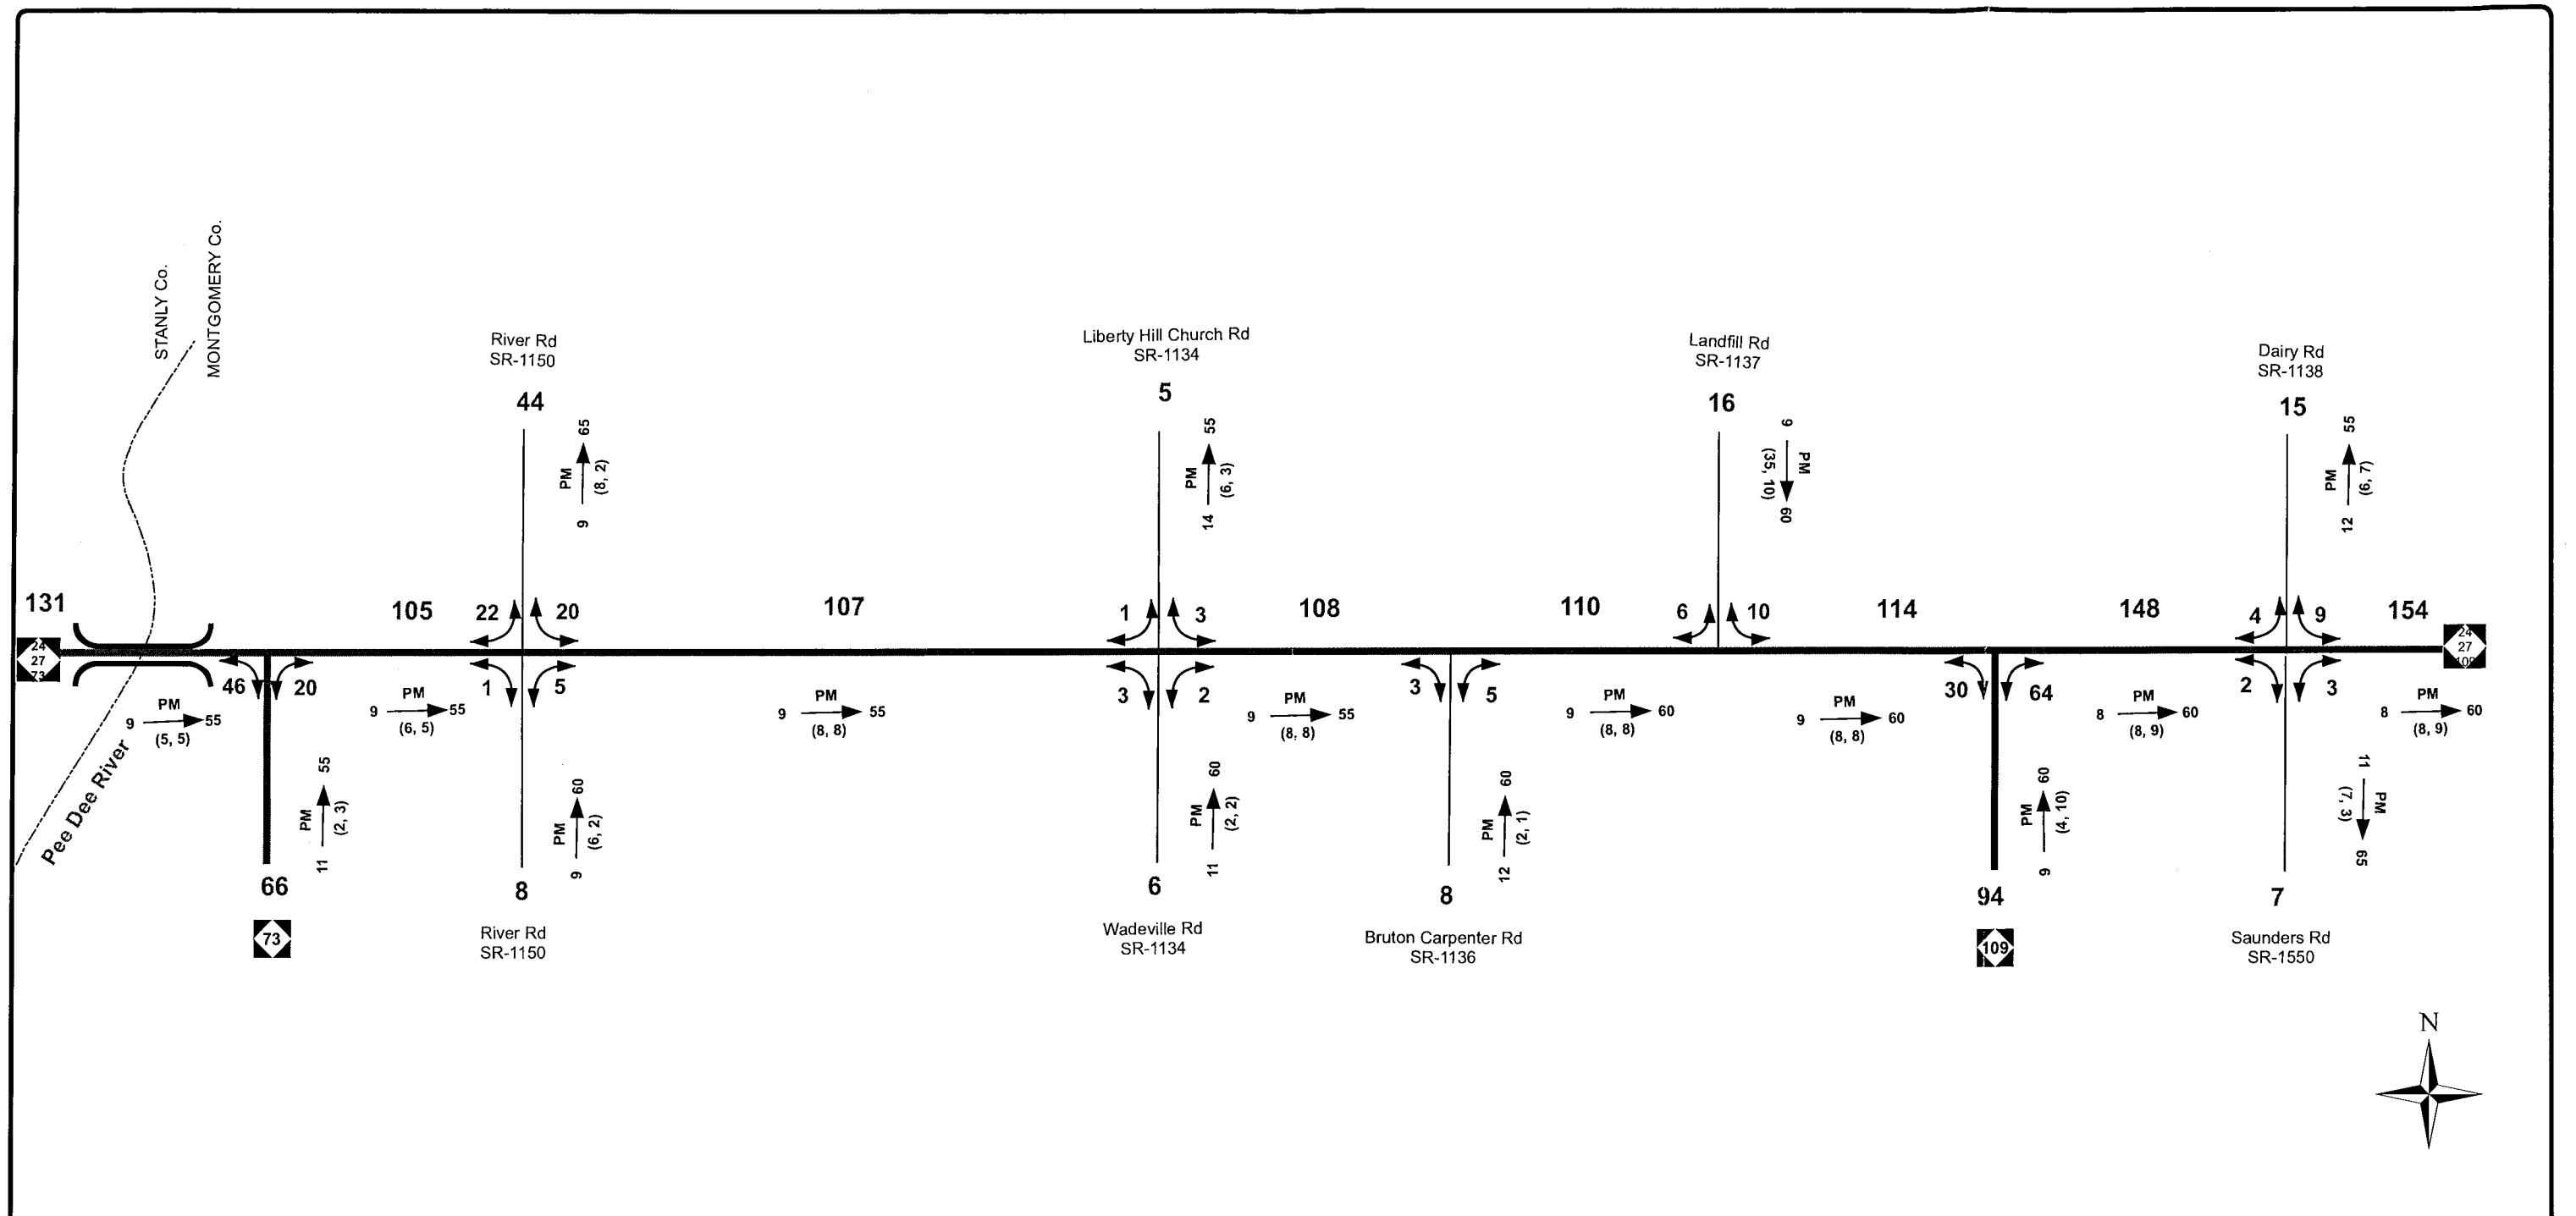 STANLY Co.
MONTGOMERY Co.
River Rd
SR-1150
44
9 PM 65
(8, 2)
Liberty Hill Church Rd
SR-1134
5
14 PM 55
(6, 3)
Landfill Rd
SR-1137
16
9 PM 60
(35, 10)
Dairy Rd
SR-1138
15
12 PM 55
(9, 7)
131
105
22
20
107
1
3
108
110
6
10
114
148
4
9
154
24
27
73
24
27
109
46
20
1
5
3
2
3
5
30
64
2
3
9 PM 55
(5, 5)
9 PM 55
(6, 5)
9 PM 55
(8, 8)
9 PM 55
(8, 8)
9 PM 60
(8, 8)
9 PM 60
(8, 8)
8 PM 60
(8, 9)
8 PM 60
(8, 9)
Pee Dee River
11 PM 55
(2, 3)
9 PM 60
(6, 2)
11 PM 60
(2, 2)
12 PM 60
(2, 1)
9 PM 60
(4, 10)
11 PM 65
(7, 3)
66
8
6
8
94
7
73
River Rd
SR-1150
Wadeville Rd
SR-1134
Bruton Carpenter Rd
SR-1136
109
Saunders Rd
SR-1550
N